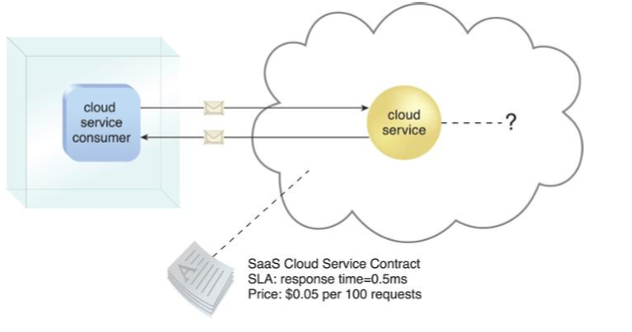 cloud
service
consumer
cloud
service
?
A
SaaS Cloud Service Contract
SLA: response time=0.5ms
Price: $0.05 per 100 requests